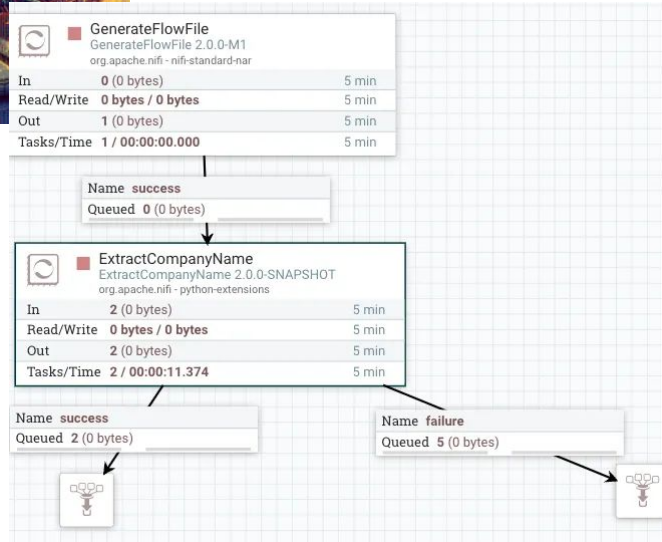 GenerateFlowFile
GenerateFlowFile 2.0.0-M1
org.apache.nifi - nifi-standard-nar
In 0 (0 bytes) 5 min
Read/Write 0 bytes / 0 bytes 5 min
Out 1 (0 bytes) 5 min
Tasks/Time 1 / 00:00:00.000 5 min
Name success
Queued 0 (0 bytes)
ExtractCompanyName
ExtractCompanyName 2.0.0-SNAPSHOT
org.apache.nifi - python-extensions
In 2 (0 bytes) 5 min
Read/Write 0 bytes / 0 bytes 5 min
Out 2 (0 bytes) 5 min
Tasks/Time 2 / 00:00:11.374 5 min
Name success
Queued 2 (0 bytes)
Name failure
Queued 5 (0 bytes)